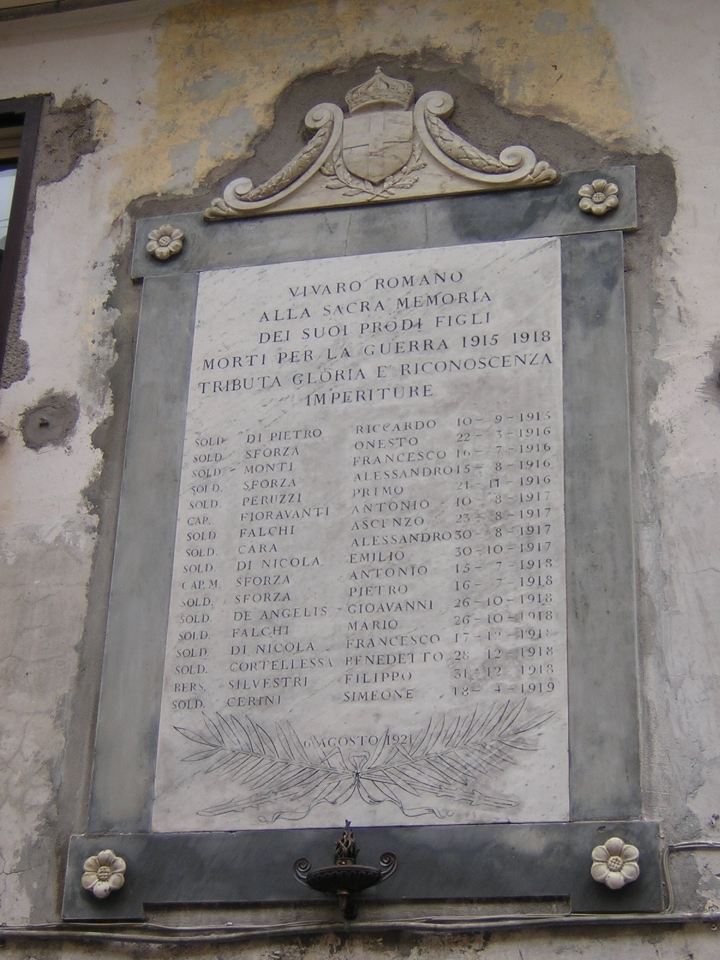 VIVARO ROMANO
ALLA SACRA MEMORIA
DEI SUOI PRODI FIGLI
MORTI PER LA GUERRA 1915 1918
TRIBUTA GLORIA E RICONOSCENZA
IMPERITURE
SOLD. DI PIETRO RICCARDO 10-9-1915
SOLD. SFORZA ONESTO 22-3-1916
SOLD. MONTI FRANCESCO 16-7-1916
SOLD. SFORZA ALESSANDRO 15-8-1916
SOLD. PERUZZI PRIMO 21-11-1916
CAP. FIORAVANTI ANTONIO 10-8-1917
SOLD. FALCHI ASCENZO 23-8-1917
SOLD. CARA ALESSANDRO 30-8-1917
SOLD. DI NICOLA EMILIO 30-10-1917
CAP.M. SFORZA ANTONIO 15-7-1918
SOLD. SFORZA PIETRO 16-7-1918
SOLD. DE ANGELIS GIOAVANNI 26-10-1918
SOLD. FALCHI MARIO 26-10-1918
SOLD. DI NICOLA FRANCESCO 17-12-1918
SOLD. CORTELLESSA BENEDETTO 28-12-1918
BERS. SILVESTRI FILIPPO 31-12-1918
SOLD. CERINI SIMEONE 18-4-1919
6 AGOSTO 1921